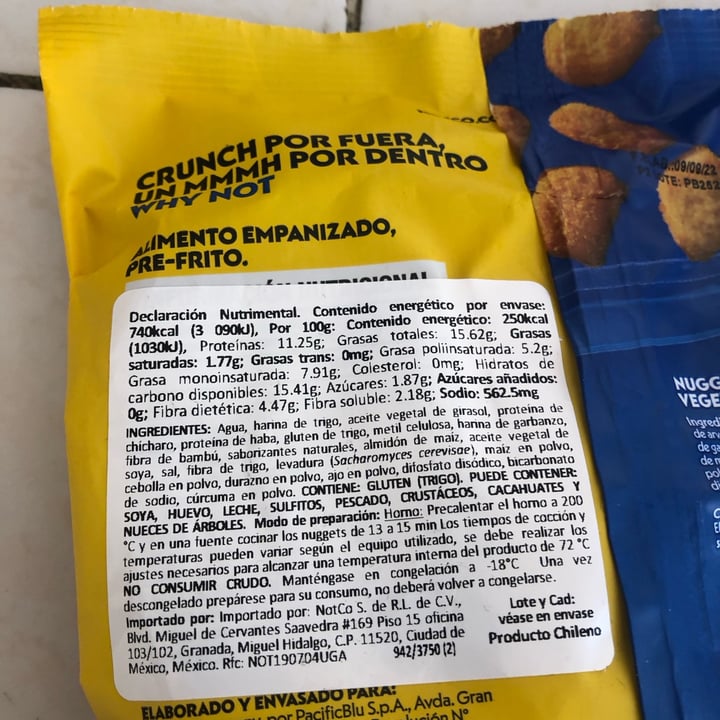 CRUNCH POR FUERA,
UN MMMH POR DENTRO
WHY NOT
ALIMENTO EMPANIZADO,
PRE-FRITO.
NUTRICIONAL
Declaración Nutrimental. Contenido energético por envase:
740kcal (3 090kJ), Por 100g: Contenido energético: 250kcal
(1030kJ), Proteínas: 11.25g; Grasas totales: 15.62g; Grasas
saturadas: 1.77g; Grasas trans: 0mg; Grasa poliinsaturada: 5.2g;
Grasa monoinsaturada: 7.91g; Colesterol: 0mg; Hidratos de
carbono disponibles: 15.41g; Azúcares: 1.87g; Azúcares añadidos:
0g; Fibra dietética: 4.47g; Fibra soluble: 2.18g; Sodio: 562.5mg
INGREDIENTES: Agua, harina de trigo, aceite vegetal de girasol, proteína de
chicharo, proteína de haba, gluten de trigo, metil celulosa, harina de garbanzo,
fibra de bambú, saborizantes naturales, almidón de maíz, aceite vegetal de
soya, sal, fibra de trigo, levadura (Sacharomyces cerevisae), maíz en polvo,
cebolla en polvo, durazno en polvo, ajo en polvo, difosfato disódico, bicarbonato
de sodio, cúrcuma en polvo. CONTIENE: GLUTEN (TRIGO). PUEDE CONTENER:
SOYA, HUEVO, LECHE, SULFITOS, PESCADO, CRUSTÁCEOS, CACAHUATES Y
NUECES DE ÁRBOLES. Modo de preparación: Horno: Precalentar el horno a 200
°C y en una fuente cocinar los nuggets de 13 a 15 min Los tiempos de cocción y
temperaturas pueden variar según el equipo utilizado, se debe realizar los
ajustes necesarios para alcanzar una temperatura interna del producto de 72 °C
NO CONSUMIR CRUDO. Manténgase en congelación a -18°C Una vez
descongelado prepárese para su consumo, no deberá volver a congelarse.
Importado por: Importado por: NotCo S. de R.L. de C.V.,
Blvd. Miguel de Cervantes Saavedra #169 Piso 15 oficina
103/102, Granada, Miguel Hidalgo, C.P. 11520, Ciudad de
México, México. Rfc: NOT190704UGA
942/3750 (2)
Lote y Cad:
véase en envase
Producto Chileno
ELABORADO Y ENVASADO PARA:
por PacificBlu S.p.A., Avda. Gran
09/09/22
NUGG
VEGE
Ingred